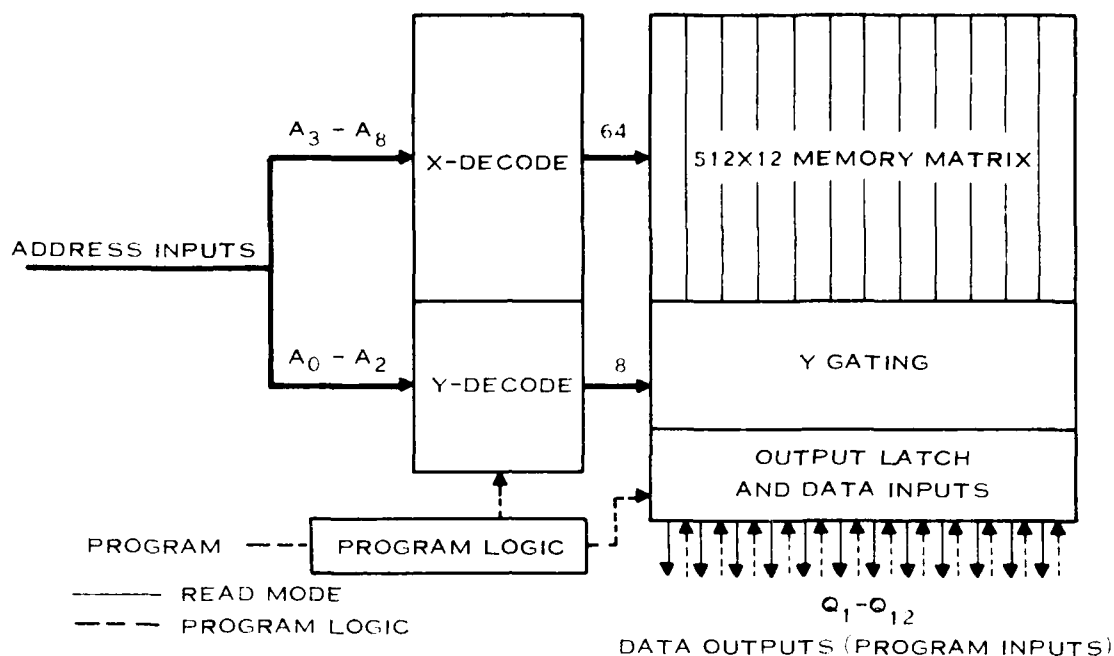 A3 - A8
64
X-DECODE
512X12 MEMORY MATRIX
ADDRESS INPUTS
A0 - A2
8
Y-DECODE
Y GATING
OUTPUT LATCH
AND DATA INPUTS
PROGRAM
PROGRAM LOGIC
READ MODE
PROGRAM LOGIC
Q1-Q12
DATA OUTPUTS (PROGRAM INPUTS)